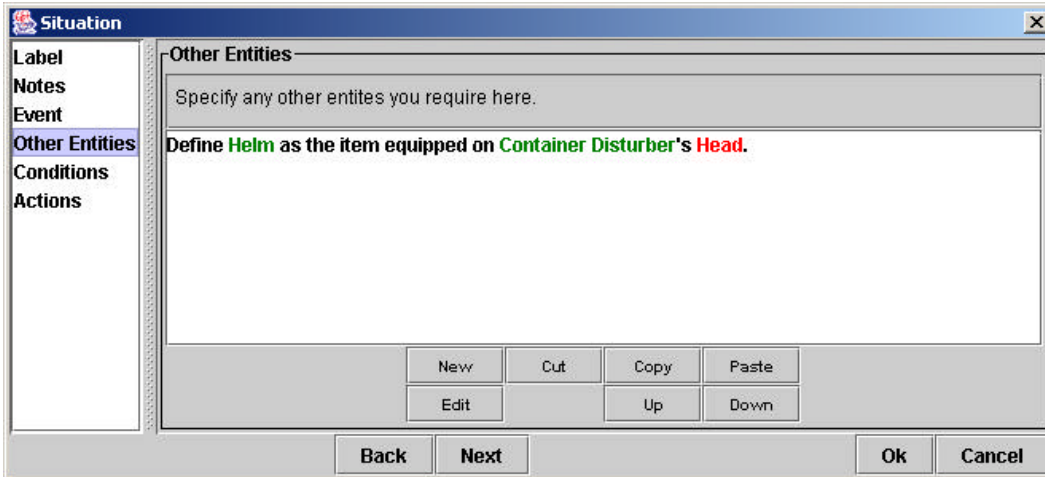 Situation
Label
Notes
Event
Other Entities
Conditions
Actions
Other Entities
Specify any other entites you require here.
Define Helm as the item equipped on Container Disturber's Head.
New Cut Copy Paste
Edit Up Down
Back Next Ok Cancel